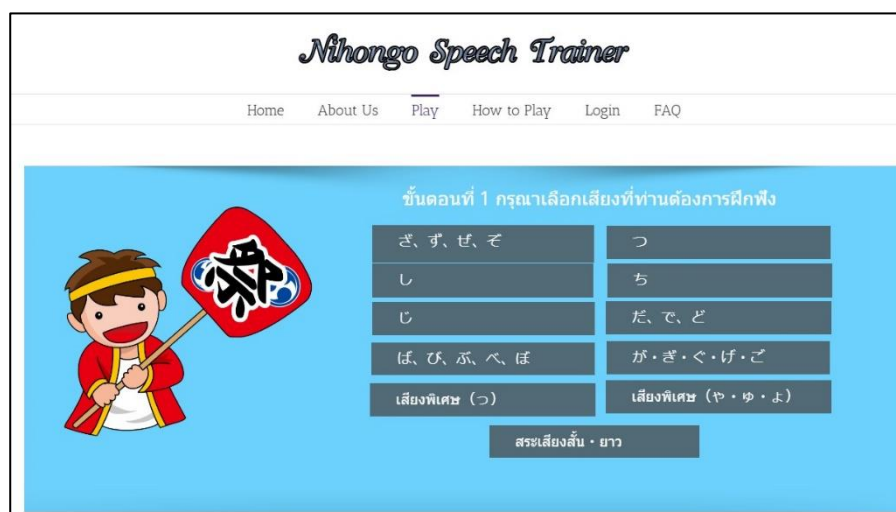 Nihongo Speech Trainer
Home About Us Play How to Play Login FAQ
ขั้นตอนที่ 1 กรุณาเลือกเสียงที่ท่านต้องการฝึกฟัง
祭
ざ、ず、ぜ、ぞ
つ
し
ち
じ
だ、で、ど
ば、び、ぶ、べ、ぼ
が・ぎ・ぐ・げ・ご
เสียงพิเศษ（っ）
เสียงพิเศษ（や・ゆ・よ）
สระเสียงสั้น・ยาว